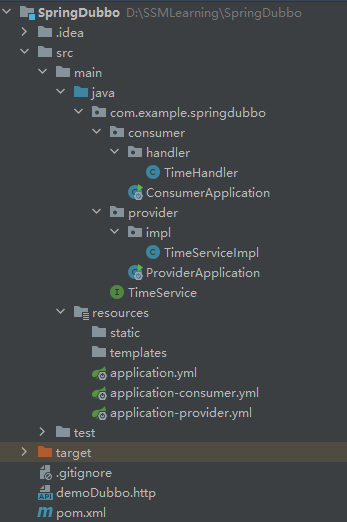 SpringDubbo D:\SSMLearning\SpringDubbo
.idea
src
main
java
com.example.springdubbo
consumer
handler
TimeHandler
ConsumerApplication
provider
impl
TimeServiceImpl
ProviderApplication
TimeService
resources
static
templates
application.yml
application-consumer.yml
application-provider.yml
test
target
.gitignore
demoDubbo.http
pom.xml